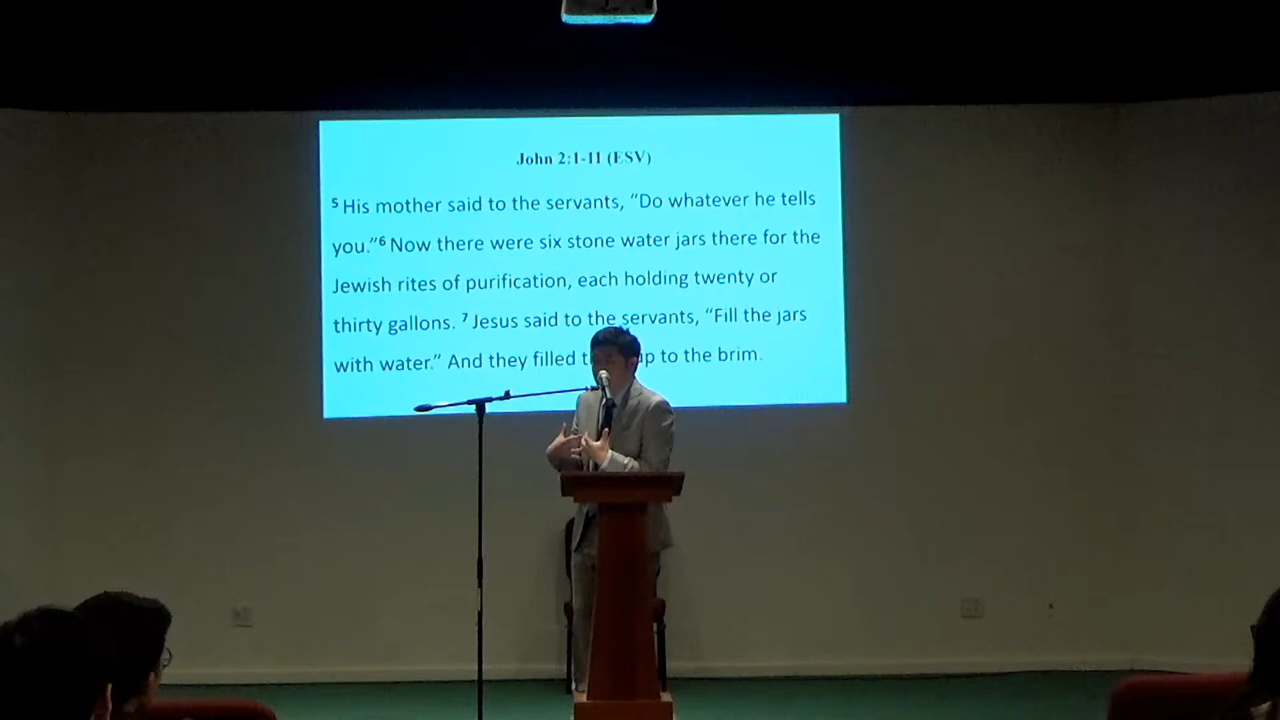 John 2:1-11 (ESV)
5 His mother said to the servants, “Do whatever he tells
you.”6 Now there were six stone water jars there for the
Jewish rites of purification, each holding twenty or
thirty gallons. 7 Jesus said to the servants, “Fill the jars
with water.” And they filled up to the brim.